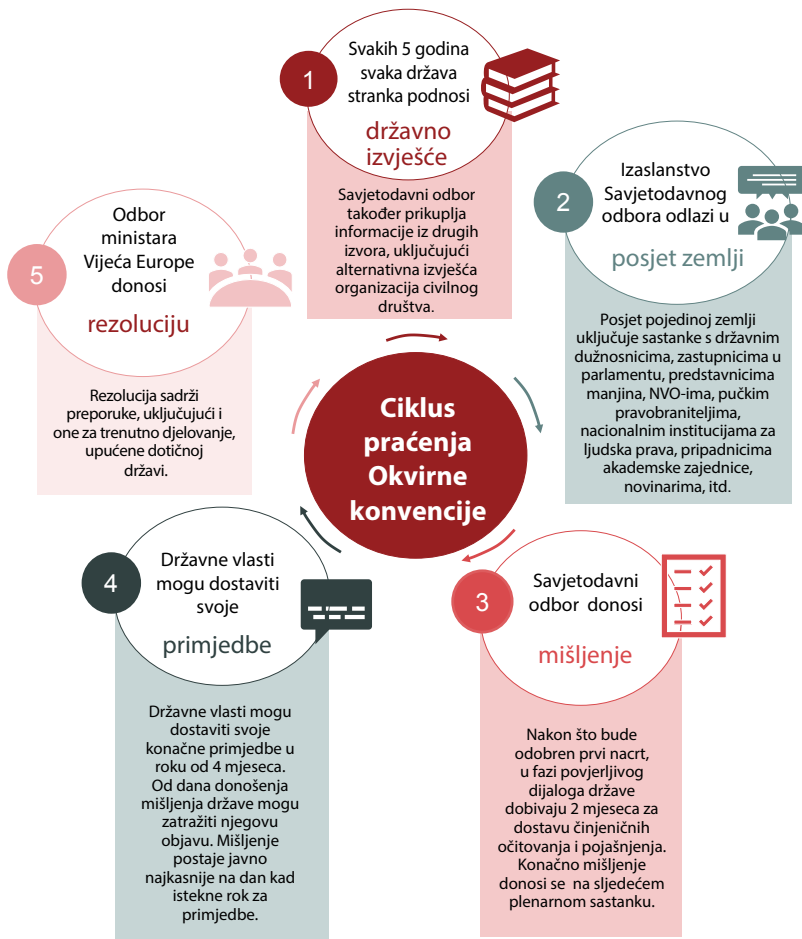 1
Svakih 5 godina
svaka država
stranka podnosi
državno
izvješće
Savjetodavni odbor
također prikuplja
informacije iz drugih
izvora, uključujući
alternativna izvješća
organizacija civilnog
društva.
2
Izaslanstvo
Savjetodavnog
odbora odlazi u
posjet zemlji
Posjet pojedinoj zemlji
uključuje sastanke s državnim
dužnosnicima, zastupnicima u
parlamentu, predstavnicima
manjina, NVO-ima, pučkim
pravobraniteljima,
nacionalnim institucijama za
ljudska prava, pripadnicima
akademske zajednice,
novinarima, itd.
3
Savjetodavni
odbor donosi
mišljenje
Nakon što bude
odobren prvi nacrt,
u fazi povjerljivog
dijaloga države
dobivaju 2 mjeseca za
dostavu činjeničnih
očitovanja i pojašnjenja.
Konačno mišljenje
donosi se na sljedećem
plenarnom sastanku.
4
Državne vlasti
mogu dostaviti
svoje
primjedbe
Državne vlasti mogu
dostaviti svoje
konačne primjedbe u
roku od 4 mjeseca.
Od dana donošenja
mišljenja države mogu
zatražiti njegovu
objavu. Mišljenje
postaje javno
najkasnije na dan kad
istekne rok za
primjedbe.
5
Odbor
ministara
Vijeća Europe
donosi
rezoluciju
Rezolucija sadrži
preporuke, uključujući i
one za trenutno djelovanje,
upućene dotičnoj
državi.
Ciklus
praćenja
Okvirne
konvencije